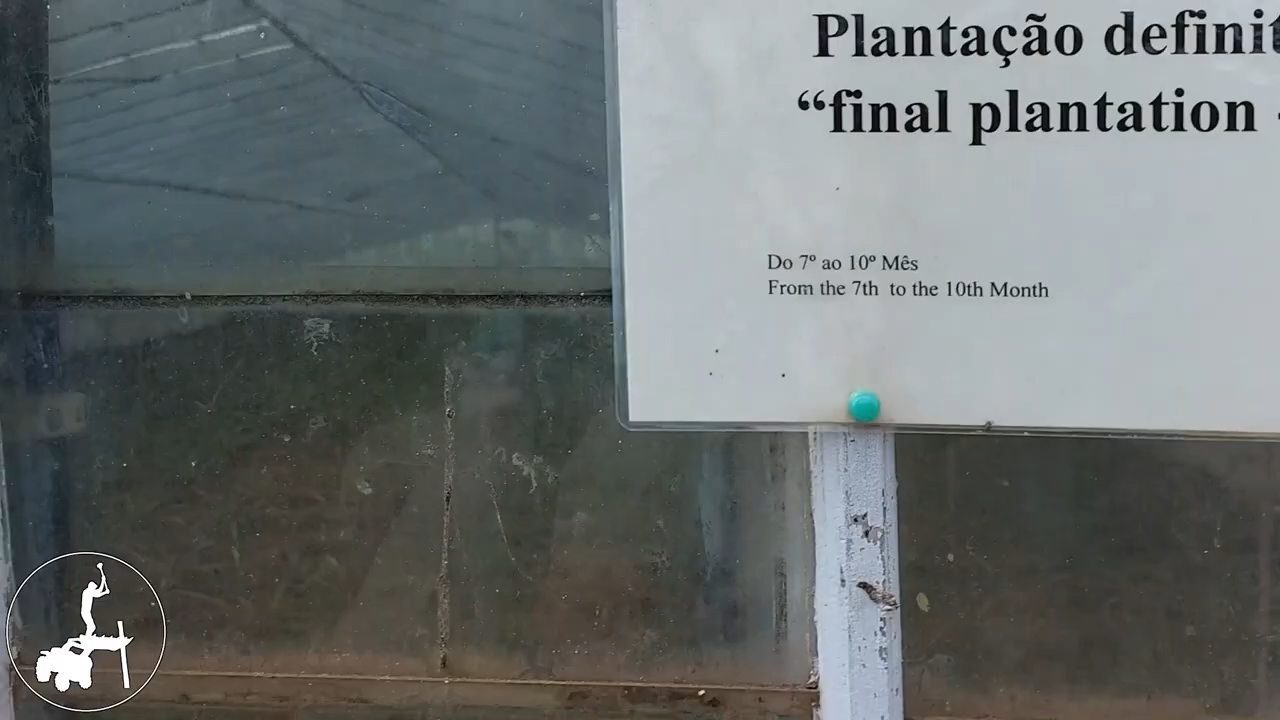 Plantação definit
“final plantation
Do 7º ao 10º Mês
From the 7th to the 10th Month